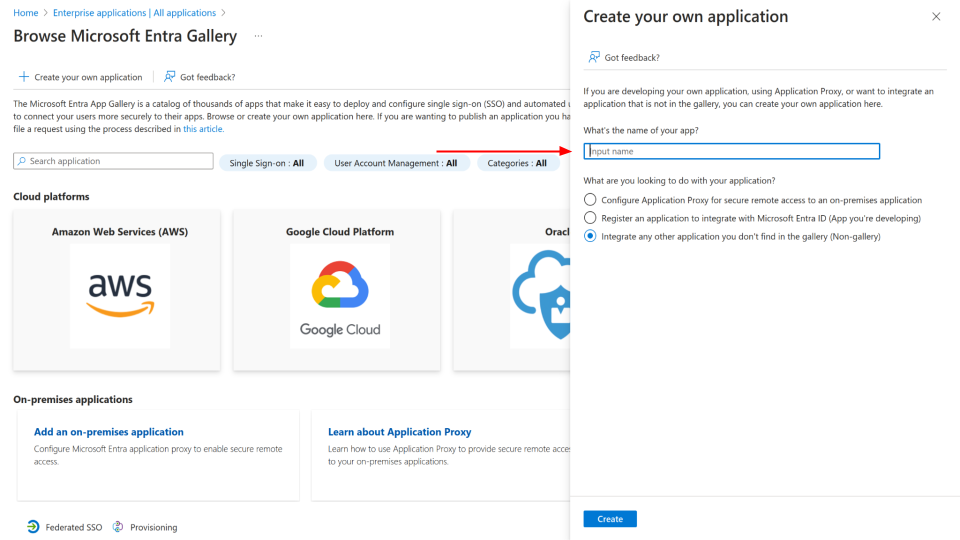 Home > Enterprise applications | All applications >
Browse Microsoft Entra Gallery ...
Create your own application
Got feedback?
The Microsoft Entra App Gallery is a catalog of thousands of apps that make it easy to deploy and configure single sign-on (SSO) and automated
to connect your users more securely to their apps. Browse or create your own application here. If you are wanting to publish an application you ha
file a request using the process described in this article.
Search application
Single Sign-on : All
User Account Management : All
Categories : All
Cloud platforms
Amazon Web Services (AWS)
aws
Google Cloud Platform
Google Cloud
Oracl
On-premises applications
Add an on-premises application
Configure Microsoft Entra application proxy to enable secure remote
access.
Learn about Application Proxy
Learn how to use Application Proxy to provide secure remote acce
to your on-premises applications.
Federated SSO
Provisioning
Create your own application
Got feedback?
If you are developing your own application, using Application Proxy, or want to integrate an
application that is not in the gallery, you can create your own application here.
What's the name of your app?
Input name
What are you looking to do with your application?
Configure Application Proxy for secure remote access to an on-premises application
Register an application to integrate with Microsoft Entra ID (App you're developing)
Integrate any other application you don't find in the gallery (Non-gallery)
Create